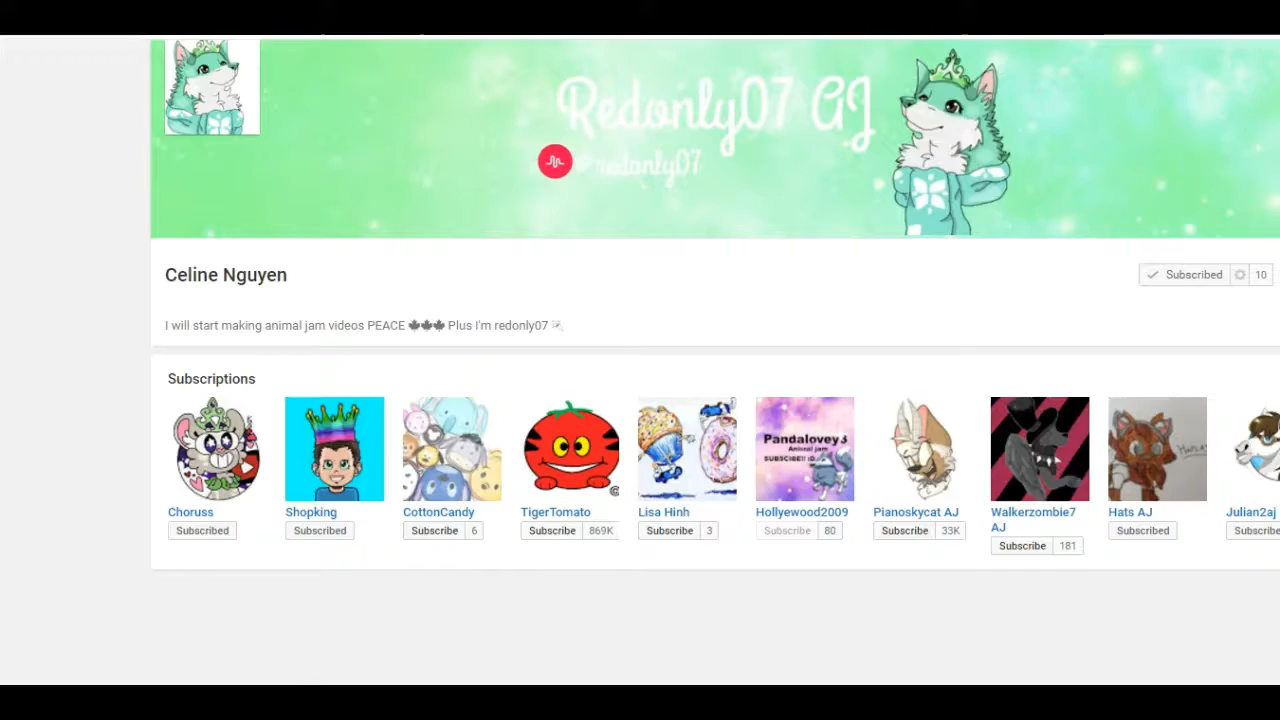 Redonly07 AJ
@redonly07
Celine Nguyen
Subscribed 10
I will start making animal jam videos PEACE 🍁🍁🍁 Plus I'm redonly07
Subscriptions
Pandalovey3
Animal jam
Choruss
Subscribed
Shopking
Subscribed
CottonCandy
Subscribe 6
TigerTomato
Subscribe 869K
Lisa Hinh
Subscribe 3
Hollyewood2009
Subscribe 80
Pianoskycat AJ
Subscribe 33K
Walkerzombie7
AJ
Subscribe 181
Hats AJ
Subscribed
Julian2aj
Subscribe